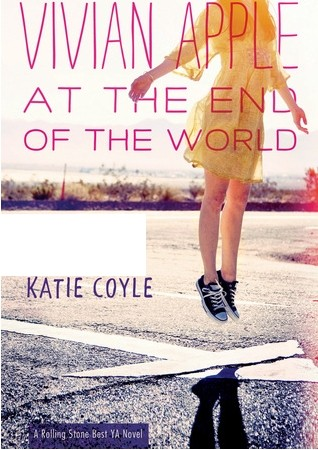 VIVIAN APPLE
AT THE END
OF THE WORLD
KATIE COYLE
A Rolling Stone Best YA Novel